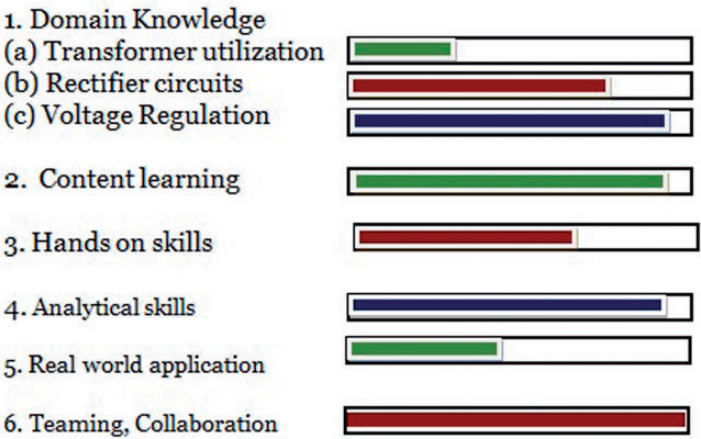 1. Domain Knowledge
(a) Transformer utilization
(b) Rectifier circuits
(c) Voltage Regulation
2. Content learning
3. Hands on skills
4. Analytical skills
5. Real world application
6. Teaming, Collaboration